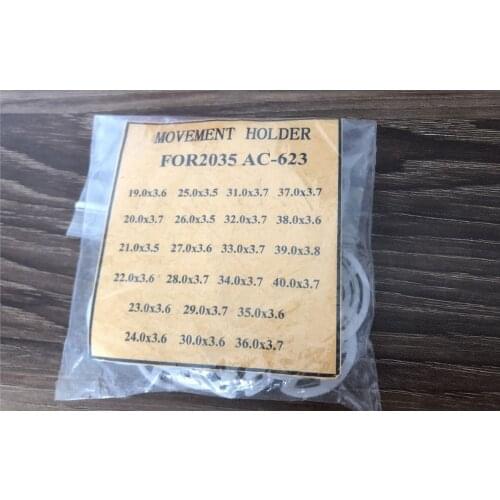 MOVEMENT HOLDER
FOR2035 AC-623
19.0x3.6 25.0x3.5 31.0x3.7 37.0x3.7
20.0x3.7 26.0x3.5 32.0x3.7 38.0x3.6
21.0x3.5 27.0x3.6 33.0x3.7 39.0x3.8
22.0x3.6 28.0x3.7 34.0x3.7 40.0x3.7
23.0x3.6 29.0x3.7 35.0x3.6
24.0x3.6 30.0x3.6 36.0x3.7